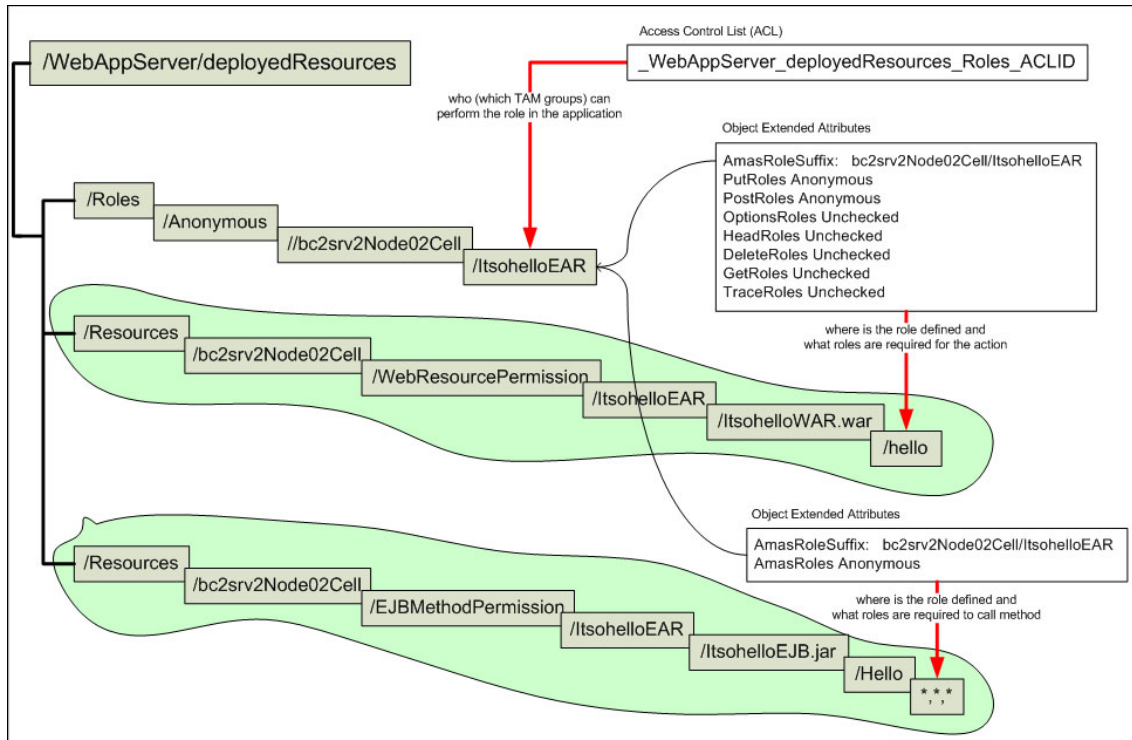 Access Control List (ACL)
/WebAppServer/deployedResources
_WebAppServer_deployedResources_Roles_ACLID
who (which TAM groups) can
perform the role in the application
Object Extended Attributes
AmasRoleSuffix: bc2srv2Node02Cell/ItsohelloEAR
PutRoles Anonymous
PostRoles Anonymous
OptionsRoles Unchecked
HeadRoles Unchecked
DeleteRoles Unchecked
GetRoles Unchecked
TraceRoles Unchecked
/Roles
/Anonymous
//bc2srv2Node02Cell
/ItsohelloEAR
where is the role defined and
what roles are required for the action
/Resources
/bc2srv2Node02Cell
/WebResourcePermission
/ItsohelloEAR
/ItsohelloWAR.war
/hello
Object Extended Attributes
AmasRoleSuffix: bc2srv2Node02Cell/ItsohelloEAR
AmasRoles Anonymous
where is the role defined and
what roles are required to call method
/Resources
/bc2srv2Node02Cell
/EJBMethodPermission
/ItsohelloEAR
/ItsohelloEJB.jar
/Hello
*,*,*